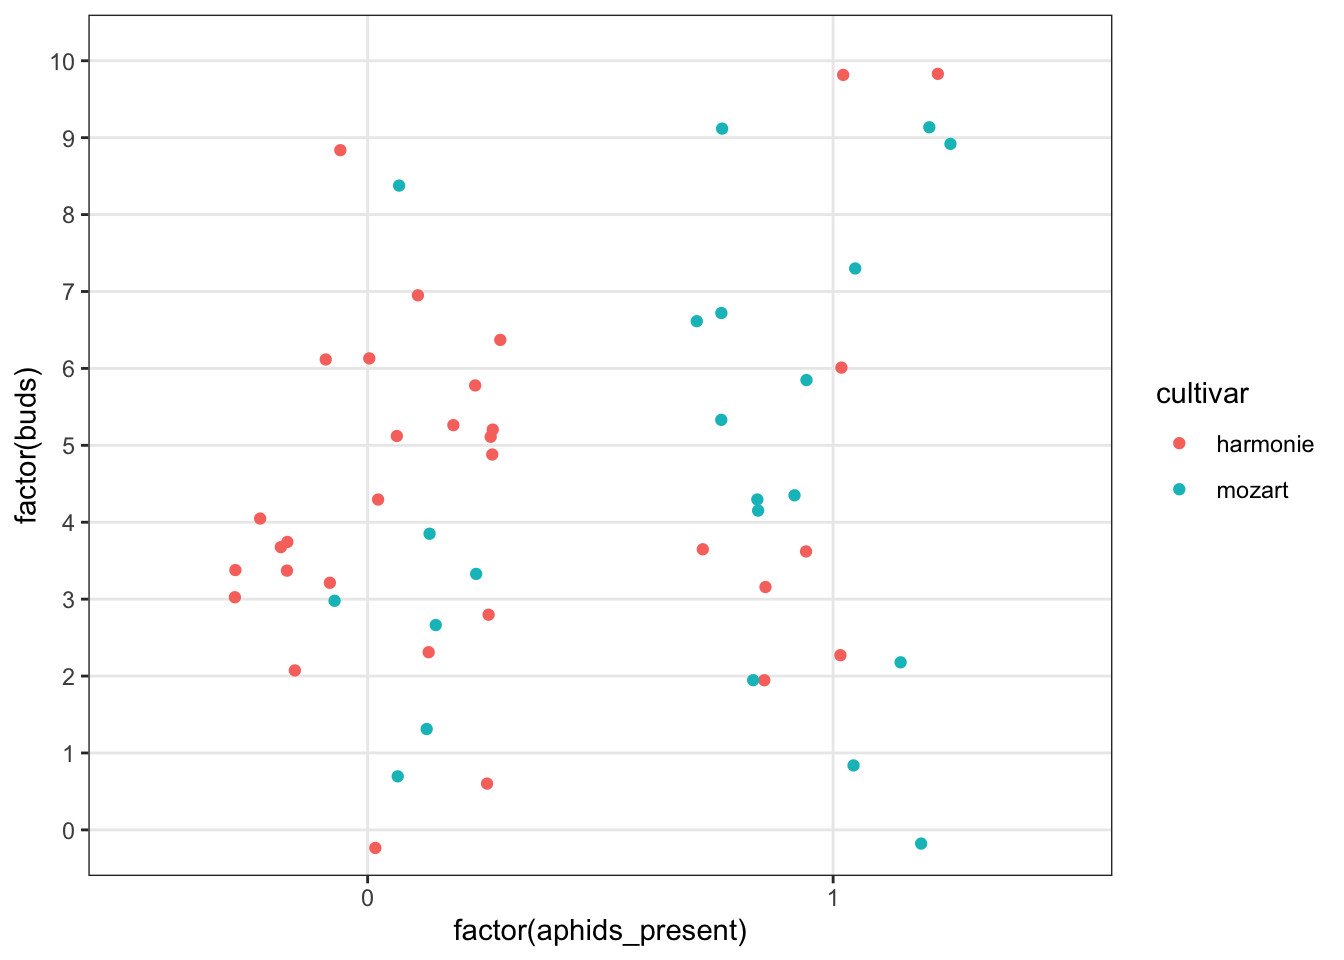 10
9
8
7
6
5
4
3
2
1
0
factor(buds)
0 1
factor(aphids_present)
cultivar
harmonie
mozart